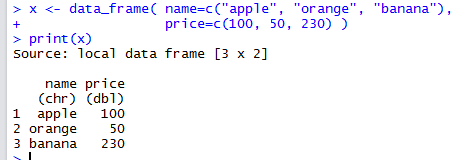 > x <- data_frame( name=c("apple", "orange", "banana"),
+                  price=c(100, 50, 230) )
> print(x)
Source: local data frame [3 x 2]

    name price
   (chr) (dbl)
1  apple   100
2 orange    50
3 banana   230
>